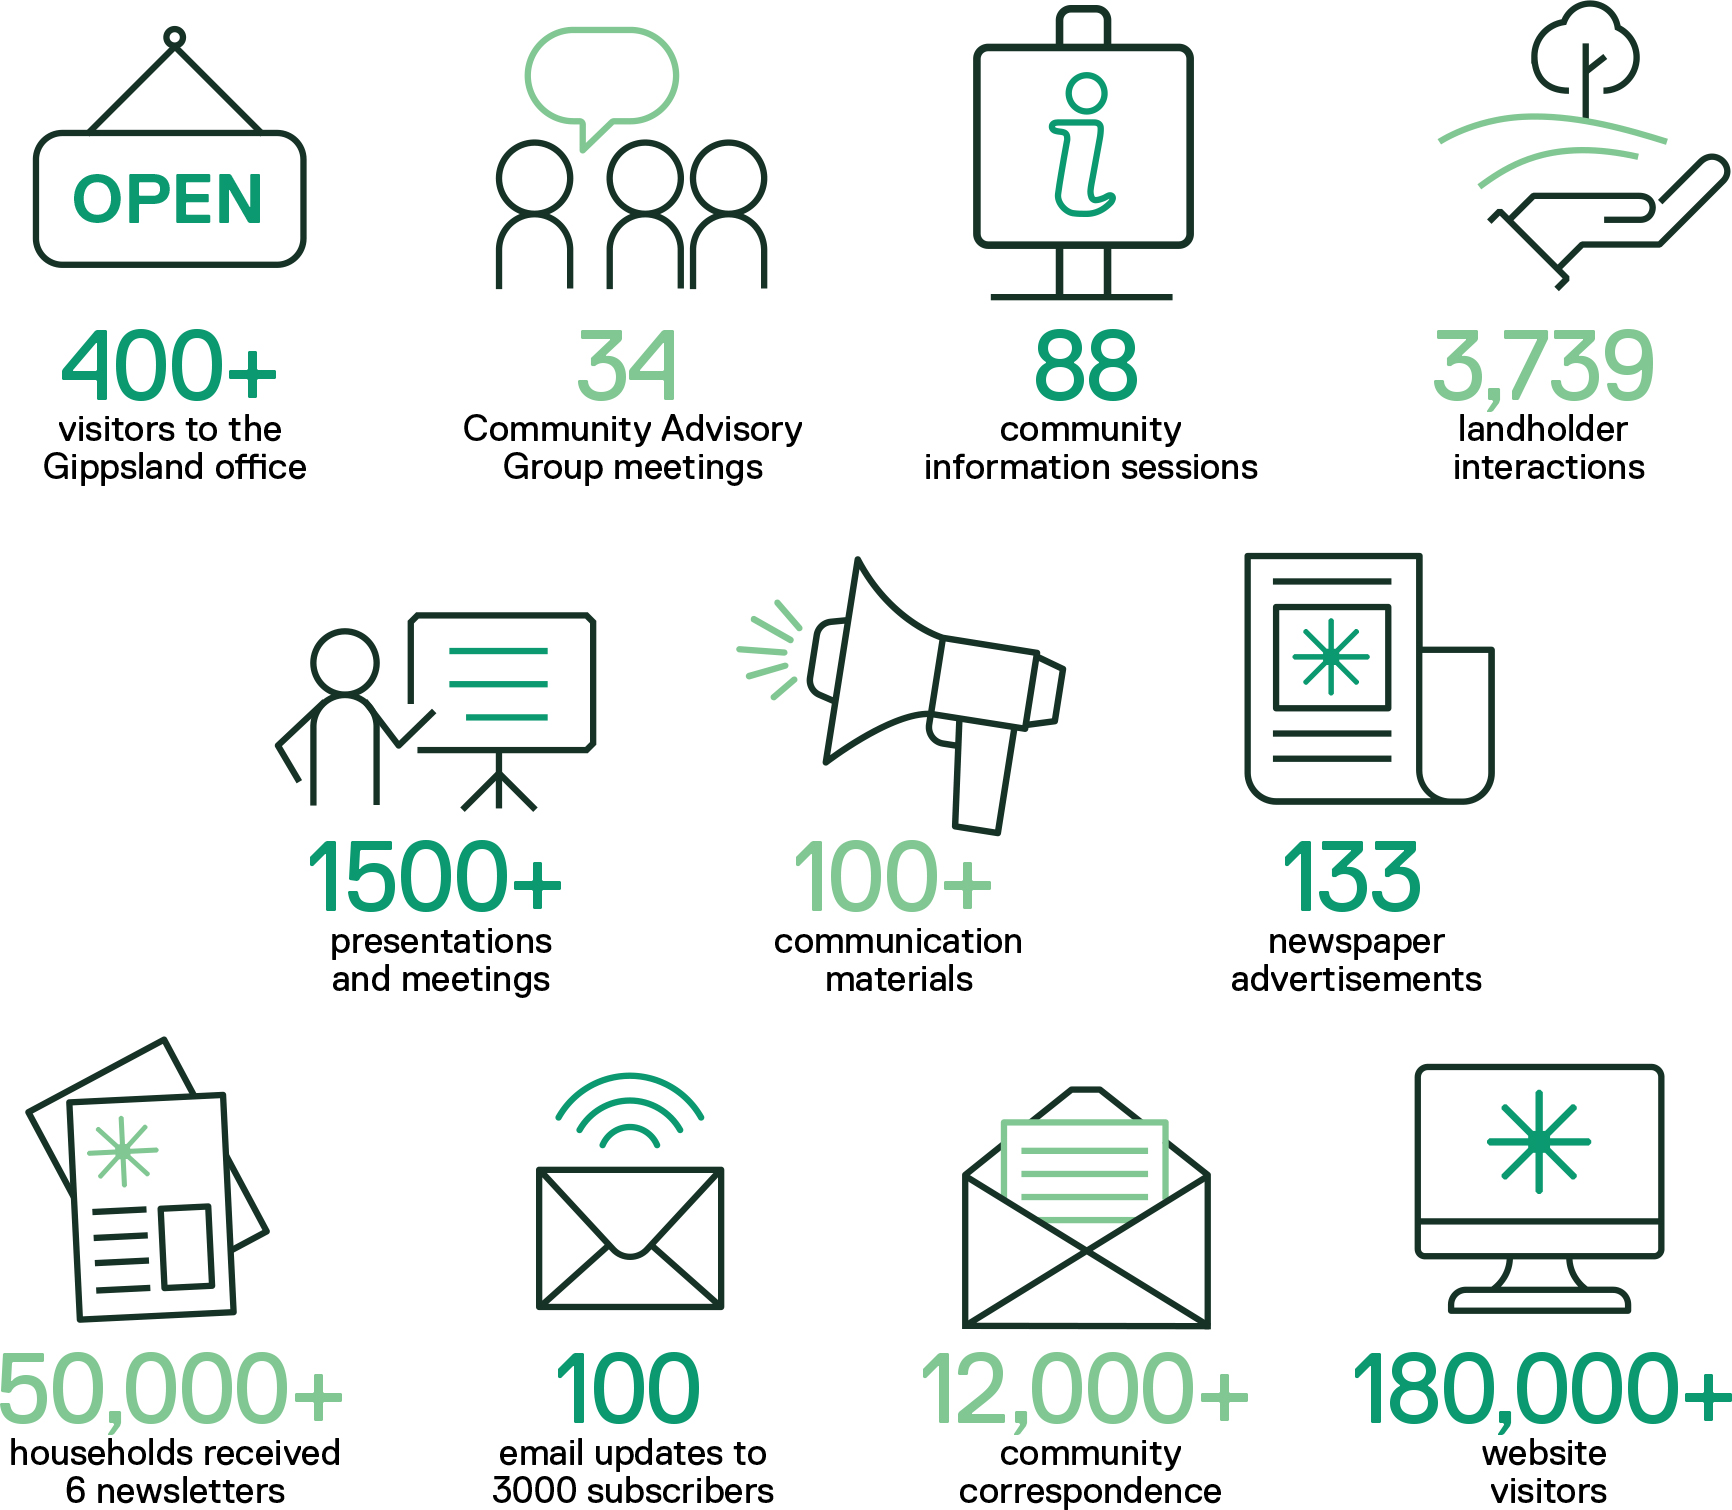 OPEN
400+
visitors to the
Gippsland office
34
Community Advisory
Group meetings
i
88
community
information sessions
3,739
landholder
interactions
1500+
presentations
and meetings
100+
communication
materials
133
newspaper
advertisements
50,000+
households received
6 newsletters
100
email updates to
3000 subscribers
12,000+
community
correspondence
180,000+
website
visitors